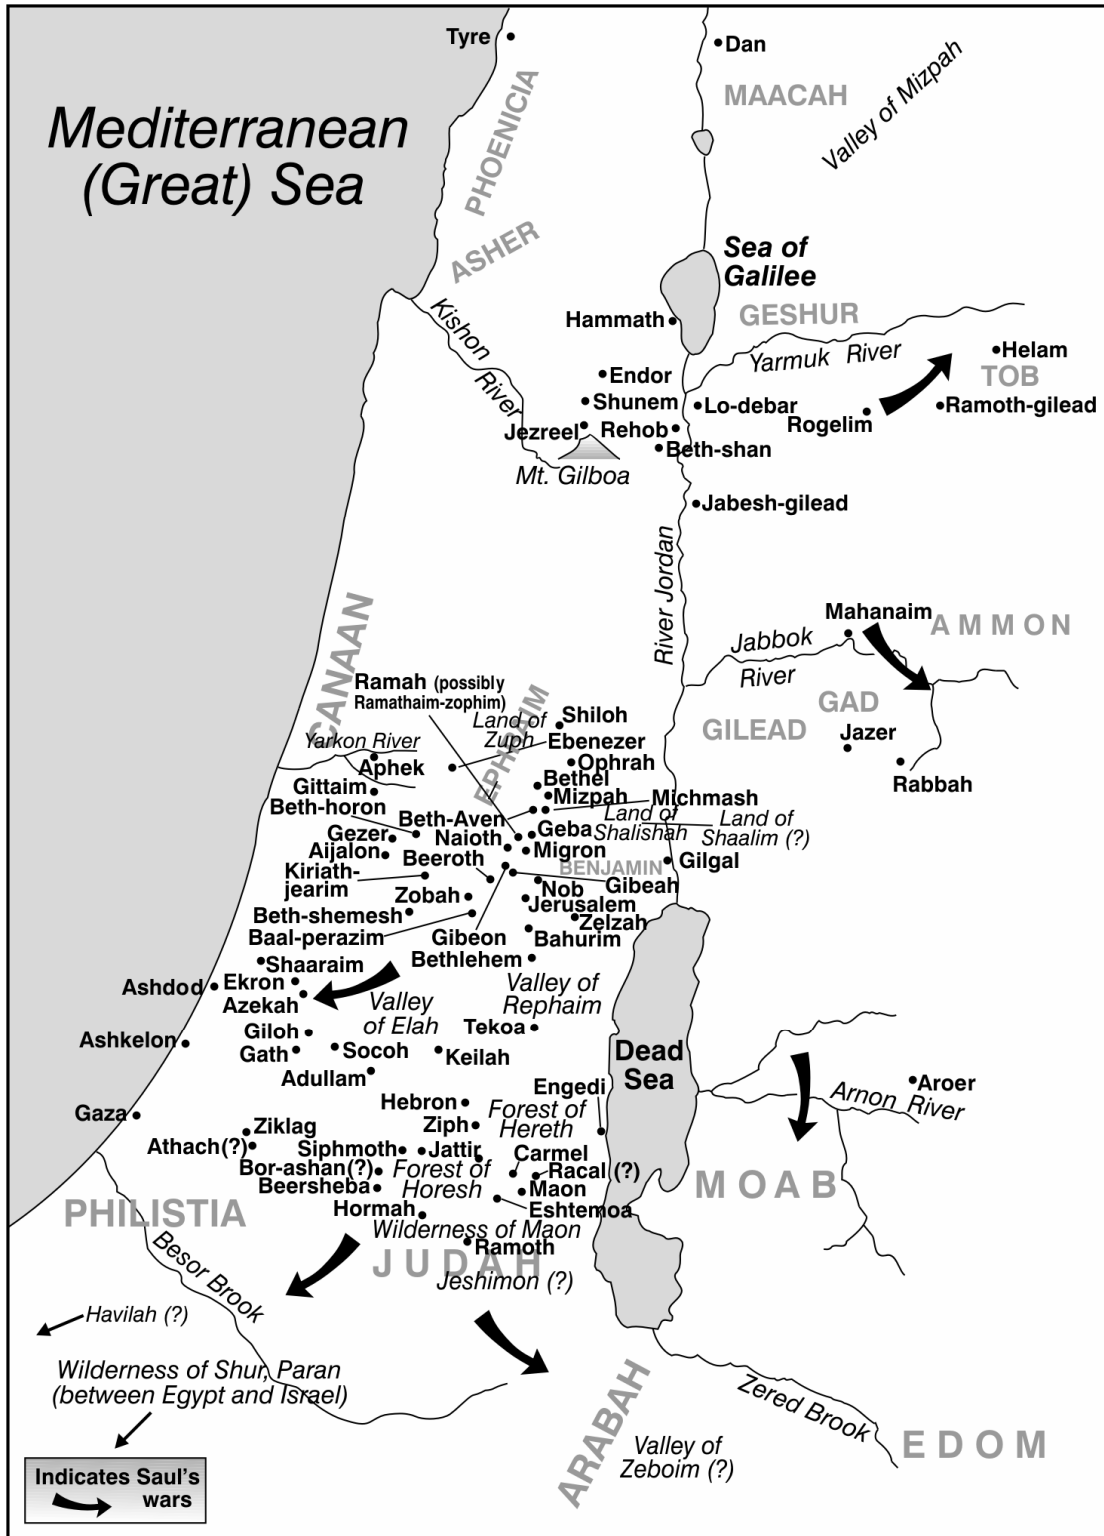 Tyre
Dan
MAACAH
Valley of Mizpah
Mediterranean
(Great) Sea
PHOENICIA
ASHER
Sea of
Galilee
GESHUR
Hammath
Kishon
River
Yarmuk River
Helam
TOB
Endor
Shunem
Lo-debar
Ramoth-gilead
Rogelim
Jezreel
Rehob
Beth-shan
Mt. Gilboa
Jabesh-gilead
River Jordan
Mahanaim
AMMON
Jabbok
River
CANAAN
Ramah (possibly
Ramathaim-zophim)
EPHRAIM
Land of
Zuph
Shiloh
GAD
GILEAD
Jazer
Yarkon River
Ebenezer
Aphek
Ophrah
Rabbah
Bethel
Gittaim
Mizpah
Michmash
Beth-horon
Beth-Aven
Land of
Shalishah
Land of
Shaalim (?)
Gezer
Naioth
Geba
Aijalon
Beeroth
Migron
Gilgal
BENJAMIN
Kiriath-
jearim
Gibeah
Zobah
Nob
Jerusalem
Beth-shemesh
Zelzah
Baal-perazim
Gibeon
Bahurim
Bethlehem
Shaaraim
Ekron
Ashdod
Azekah
Valley
of Elah
Valley of
Rephaim
Giloh
Tekoa
Ashkelon
Gath
Socoh
Keilah
Dead
Sea
Adullam
Engedi
Aroer
Arnon River
Hebron
Forest of
Hereth
Gaza
Ziph
Ziklag
Athach(?)
Siphmoth
Jattir
Carmel
Bor-ashan(?)
Forest of
Horesh
Racal (?)
Beersheba
Maon
MOAB
Hormah
Eshtemoa
PHILISTIA
Wilderness of Maon
Ramoth
JUDAH
Jeshimon (?)
Besor Brook
Havilah (?)
Wilderness of Shur, Paran
(between Egypt and Israel)
ARABAH
Zered Brook
EDOM
Valley of
Zeboim (?)
Indicates Saul's
wars